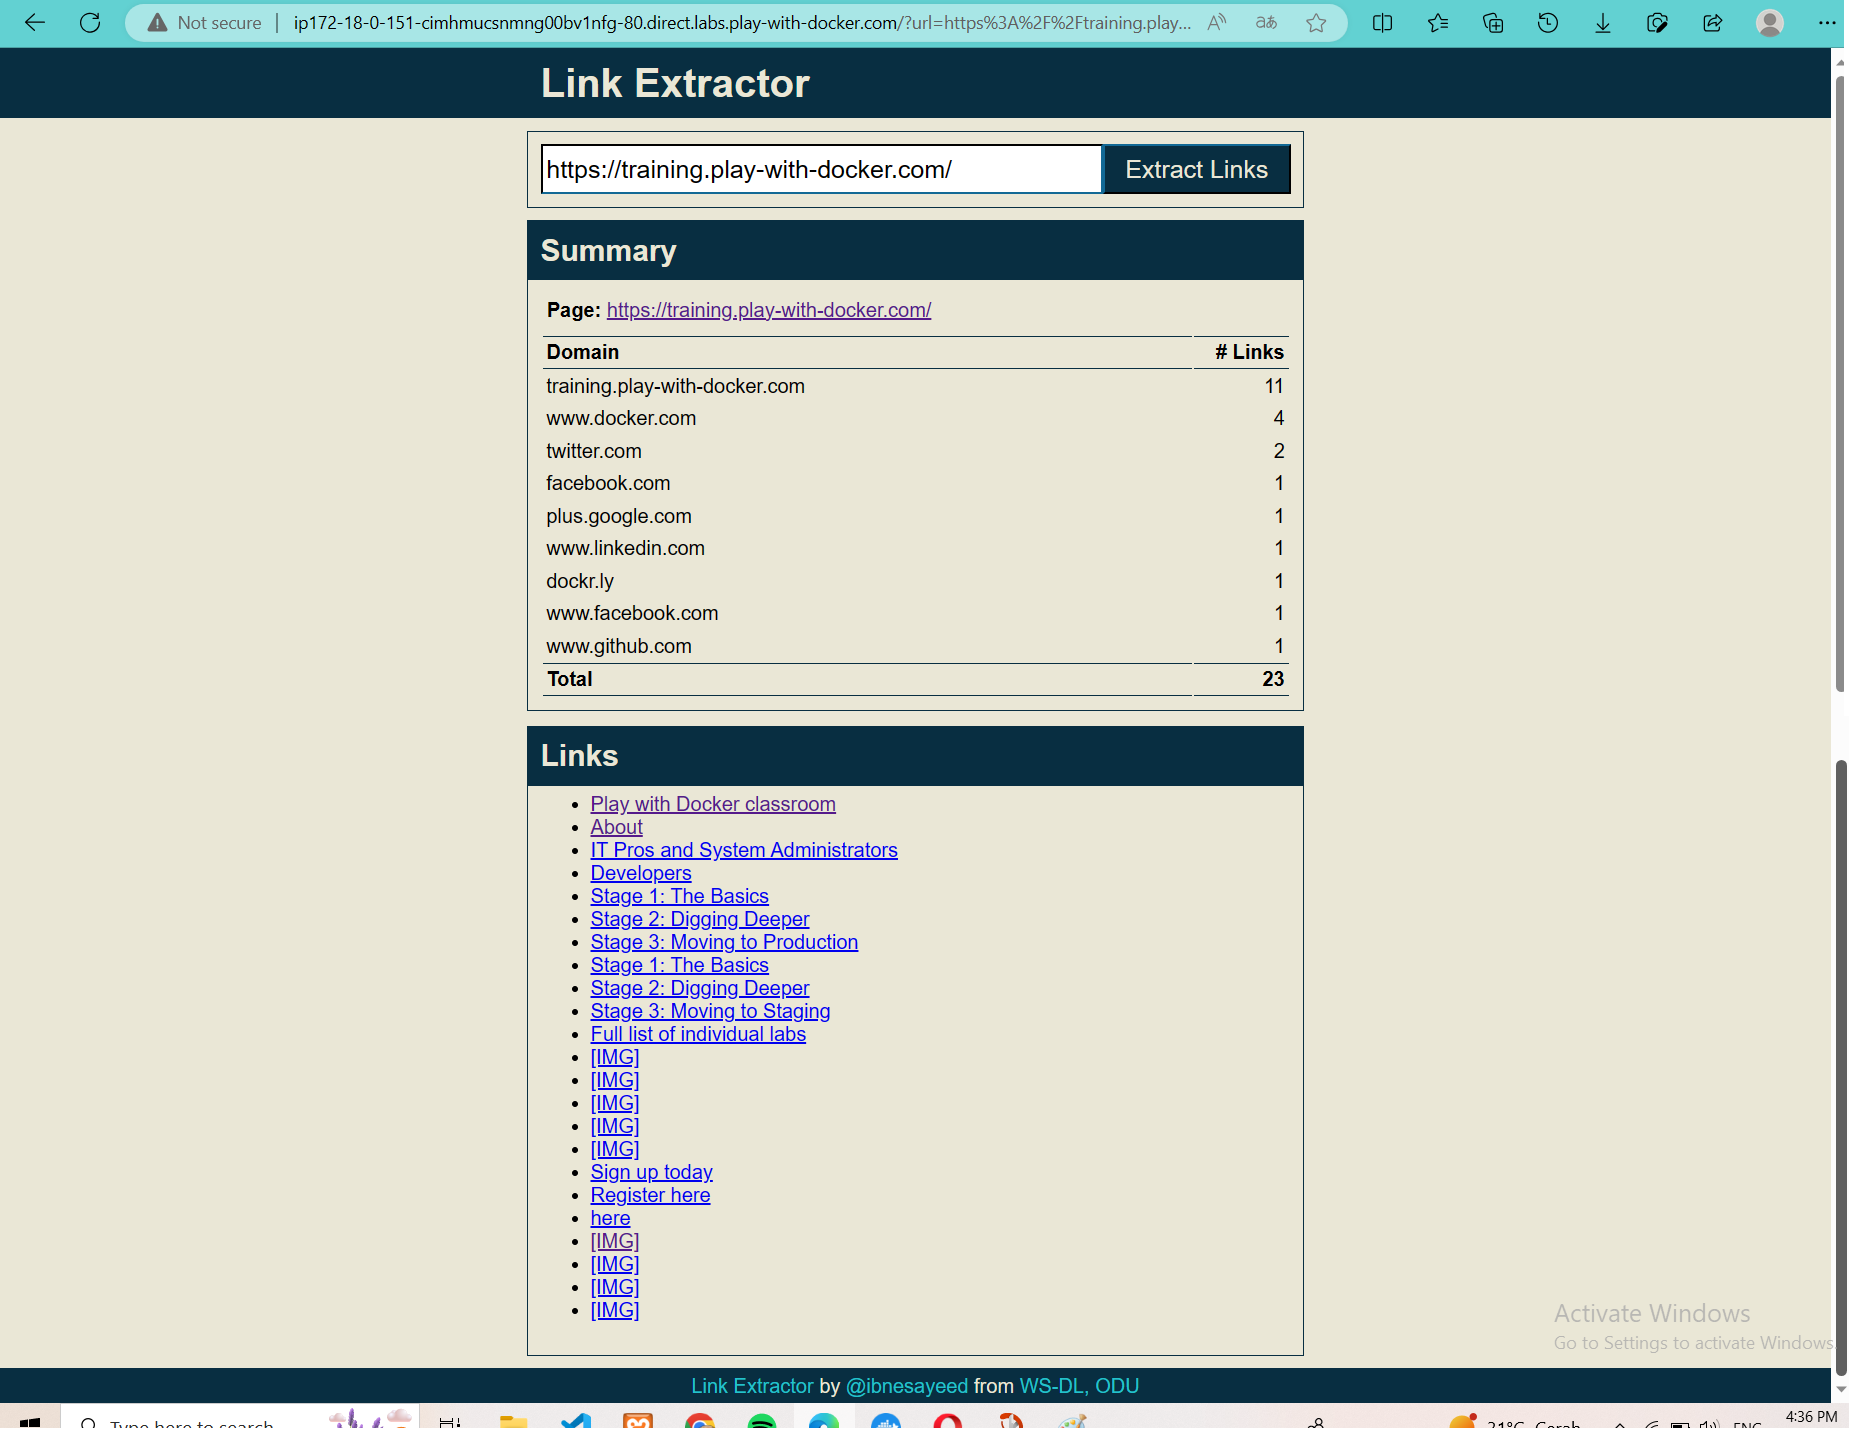 Not secure
ip172-18-0-151-cimhmucsnmng00bv1nfg-80.direct.labs.play-with-docker.com/?url=https%3A%2F%2Ftraining.play...
Link Extractor
https://training.play-with-docker.com/
Extract Links
Summary
Page: https://training.play-with-docker.com/
Domain # Links
training.play-with-docker.com 11
www.docker.com 4
twitter.com 2
facebook.com 1
plus.google.com 1
www.linkedin.com 1
dockr.ly 1
www.facebook.com 1
www.github.com 1
Total 23
Links
Play with Docker classroom
About
IT Pros and System Administrators
Developers
Stage 1: The Basics
Stage 2: Digging Deeper
Stage 3: Moving to Production
Stage 1: The Basics
Stage 2: Digging Deeper
Stage 3: Moving to Staging
Full list of individual labs
[IMG]
[IMG]
[IMG]
[IMG]
[IMG]
Sign up today
Register here
here
[IMG]
[IMG]
[IMG]
[IMG]
Activate Windows
Go to Settings to activate Windows.
Link Extractor by @ibnesayeed from WS-DL, ODU
Type here to search
31°C Gerah
ENG
4:36 PM